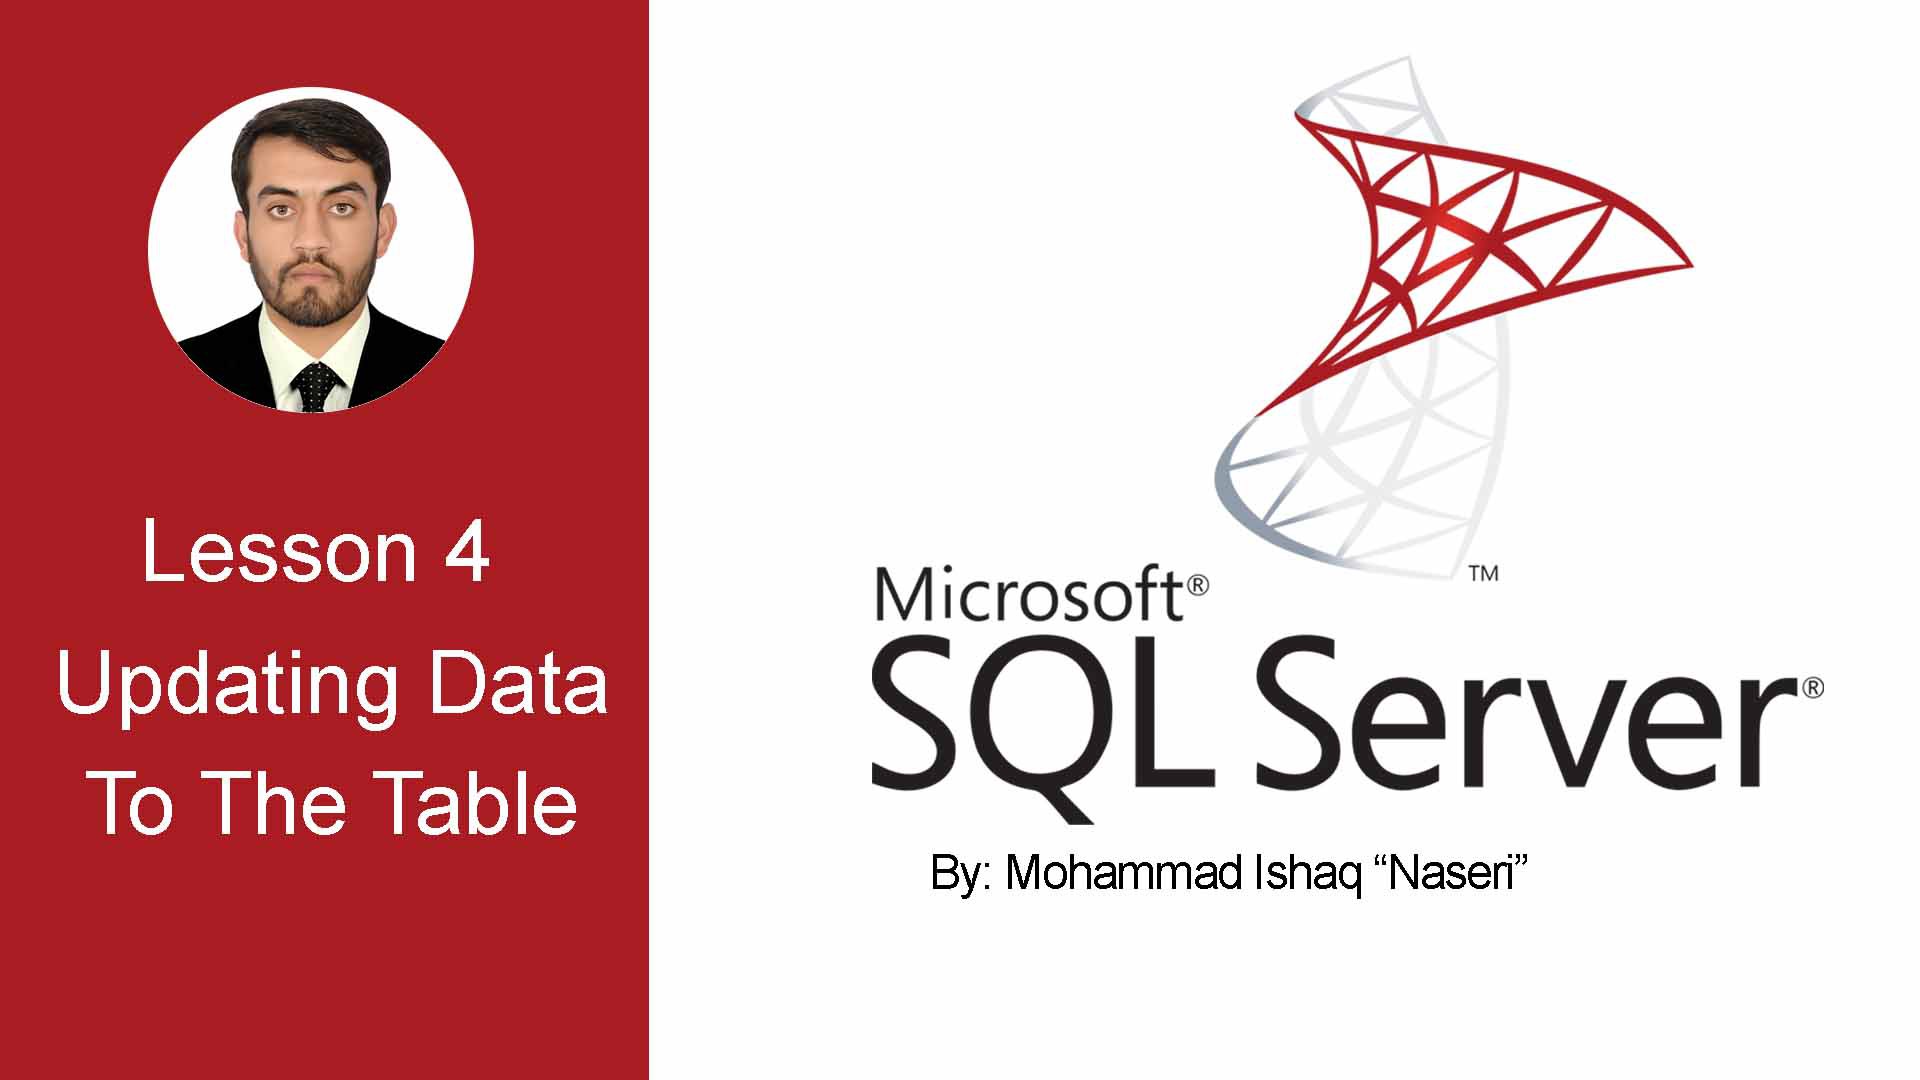 Lesson 4
Updating Data
To The Table
TM
Microsoft®
SQL Server®
By: Mohammad Ishaq “Naseri”